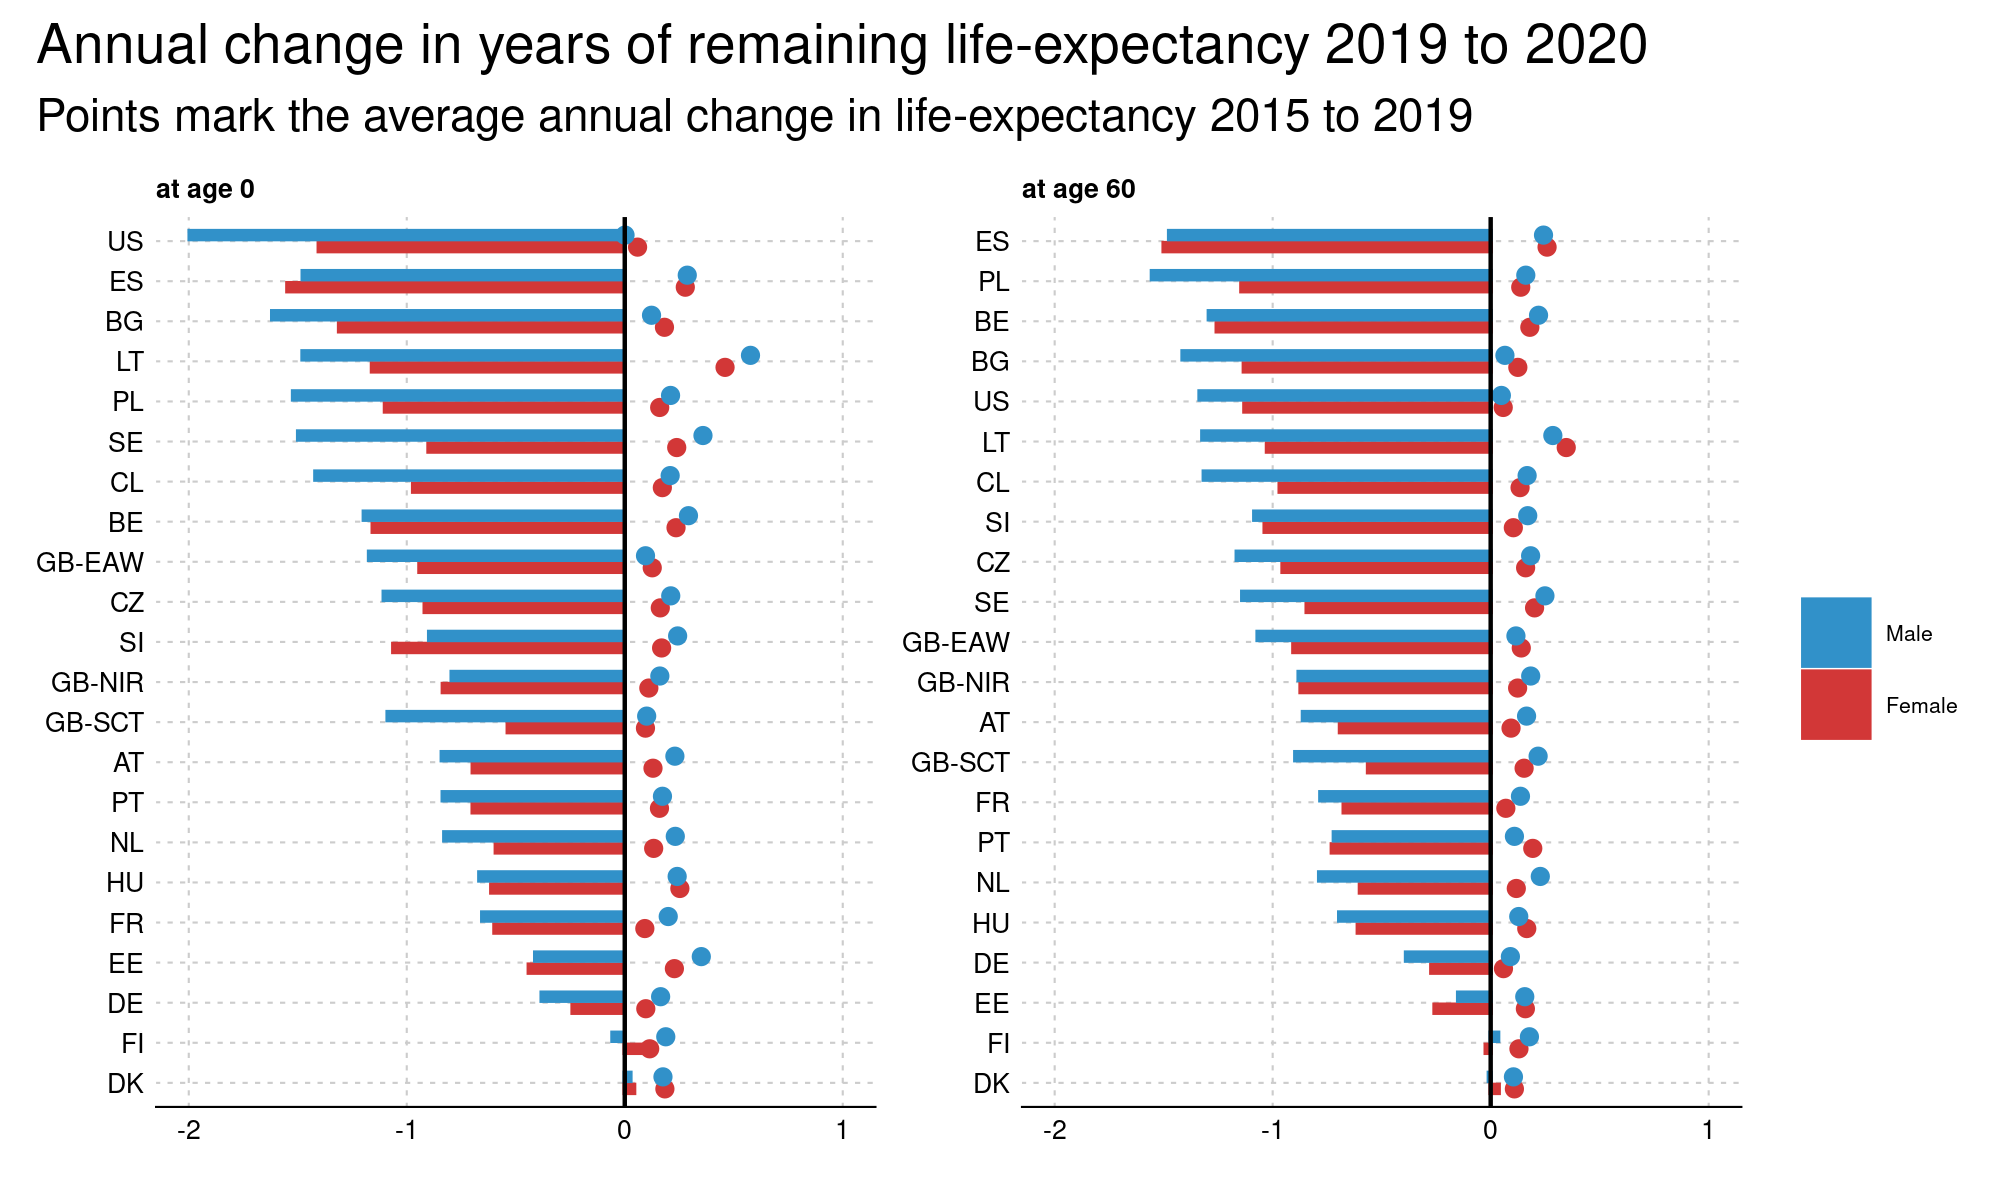 Annual change in years of remaining life-expectancy 2019 to 2020
Points mark the average annual change in life-expectancy 2015 to 2019
at age 0
US
ES
BG
LT
PL
SE
CL
BE
GB-EAW
CZ
SI
GB-NIR
GB-SCT
AT
PT
NL
HU
FR
EE
DE
FI
DK
-2 -1 0 1
at age 60
ES
PL
BE
BG
US
LT
CL
SI
CZ
SE
GB-EAW
GB-NIR
AT
GB-SCT
FR
PT
NL
HU
DE
EE
FI
DK
-2 -1 0 1
Male
Female